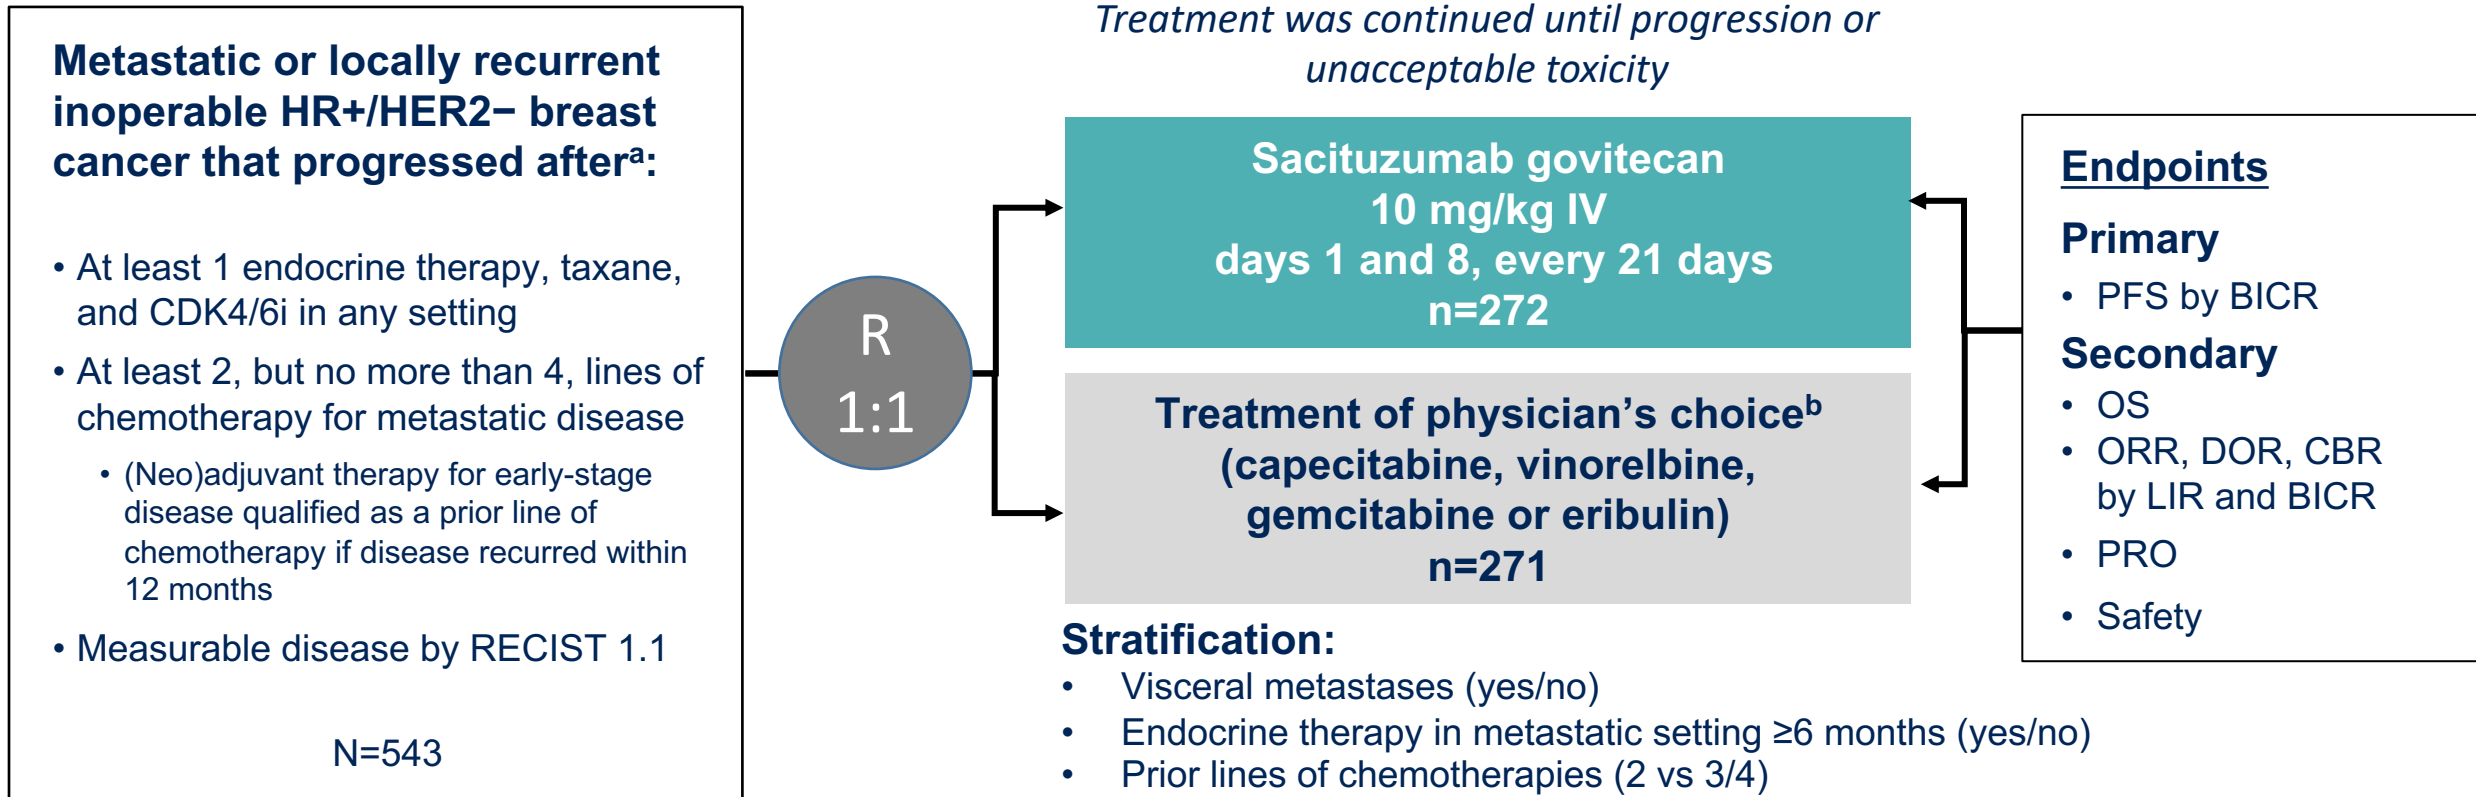 Metastatic or locally recurrent
inoperable HR+/HER2− breast
cancer that progressed afterᵃ:
• At least 1 endocrine therapy, taxane,
and CDK4/6i in any setting
• At least 2, but no more than 4, lines of
chemotherapy for metastatic disease
• (Neo)adjuvant therapy for early-stage
disease qualified as a prior line of
chemotherapy if disease recurred within
12 months
• Measurable disease by RECIST 1.1
N=543
R
1:1
Treatment was continued until progression or
unacceptable toxicity
Sacituzumab govitecan
10 mg/kg IV
days 1 and 8, every 21 days
n=272
Treatment of physician’s choiceᵇ
(capecitabine, vinorelbine,
gemcitabine or eribulin)
n=271
Stratification:
• Visceral metastases (yes/no)
• Endocrine therapy in metastatic setting ≥6 months (yes/no)
• Prior lines of chemotherapies (2 vs 3/4)
Endpoints
Primary
• PFS by BICR
Secondary
• OS
• ORR, DOR, CBR
by LIR and BICR
• PRO
• Safety